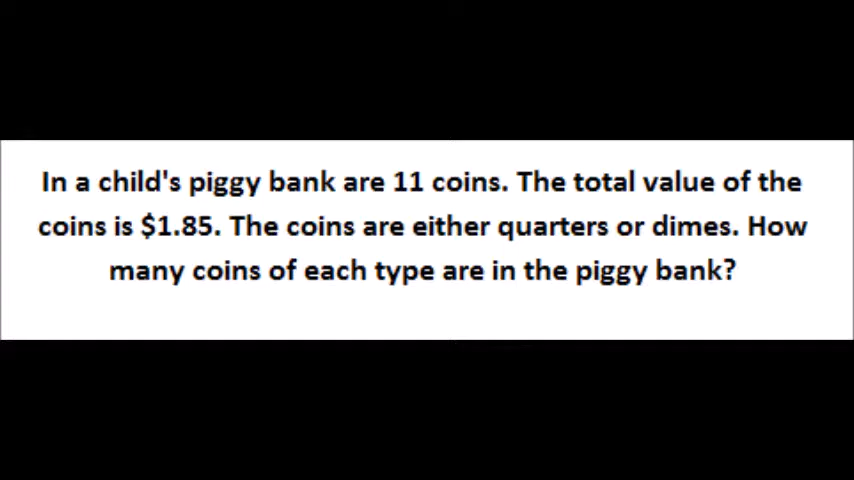 In a child's piggy bank are 11 coins. The total value of the
coins is $1.85. The coins are either quarters or dimes. How
many coins of each type are in the piggy bank?